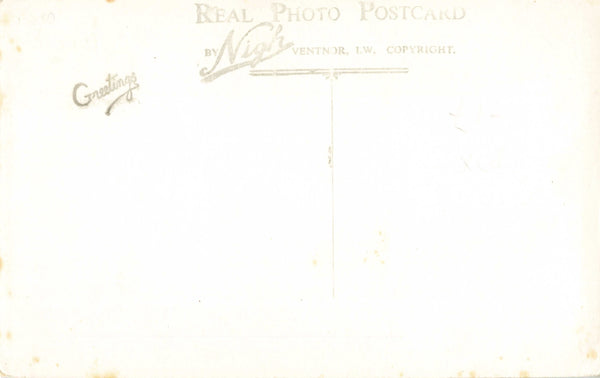 REAL PHOTO POSTCARD
BY Nigh VENTNOR, I.W. COPYRIGHT.
Greetings